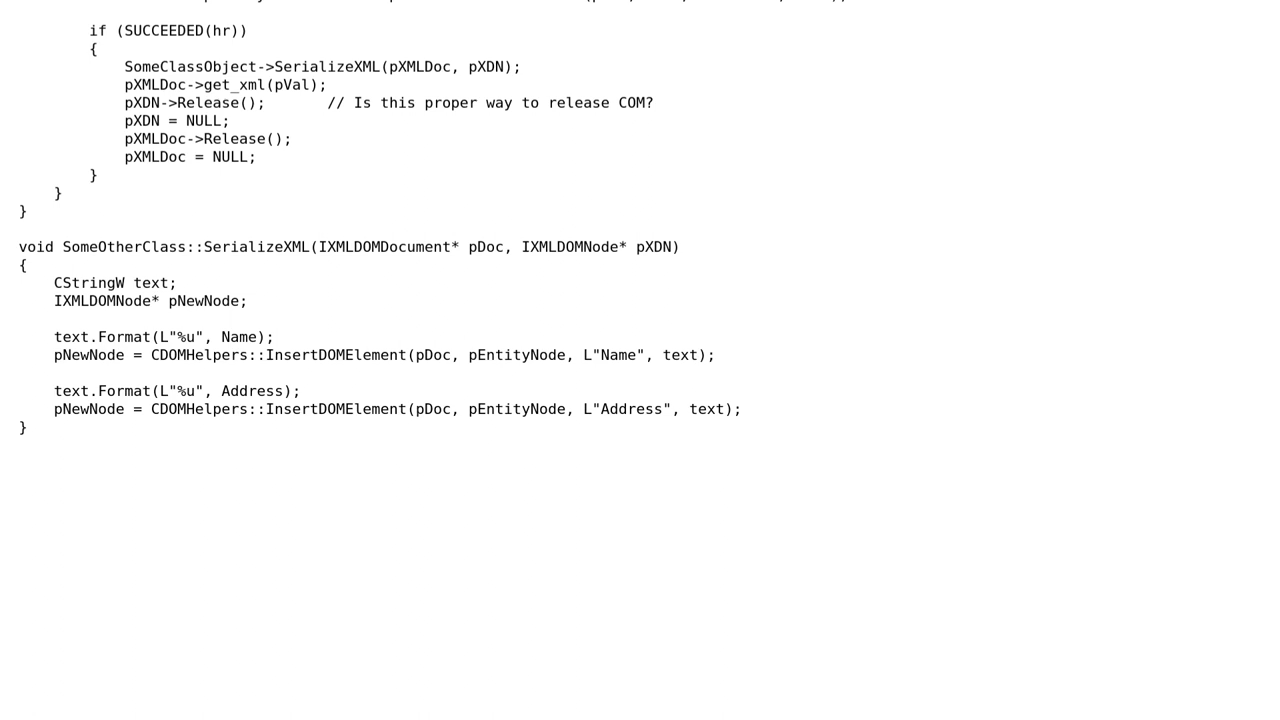 if (SUCCEEDED(hr))
        {
            SomeClassObject->SerializeXML(pXMLDoc, pXDN);
            pXMLDoc->get_xml(pVal);
            pXDN->Release();       // Is this proper way to release COM?
            pXDN = NULL;
            pXMLDoc->Release();
            pXMLDoc = NULL;
        }
    }
}

void SomeOtherClass::SerializeXML(IXMLDOMDocument* pDoc, IXMLDOMNode* pXDN)
{
    CStringW text;
    IXMLDOMNode* pNewNode;

    text.Format(L"%u", Name);
    pNewNode = CDOMHelpers::InsertDOMElement(pDoc, pEntityNode, L"Name", text);

    text.Format(L"%u", Address);
    pNewNode = CDOMHelpers::InsertDOMElement(pDoc, pEntityNode, L"Address", text);
}